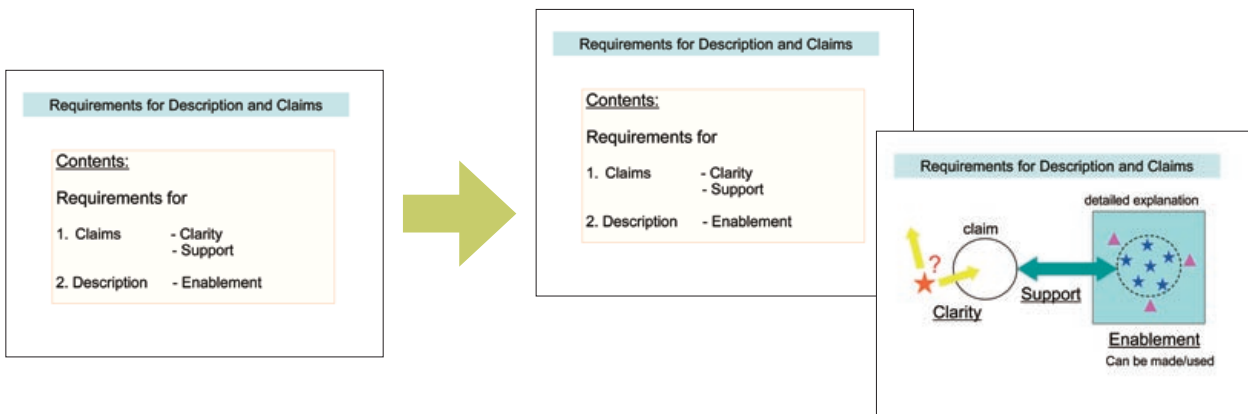 Requirements for Description and Claims
Contents:
Requirements for
1. Claims - Clarity
- Support
2. Description - Enablement
Requirements for Description and Claims
Contents:
Requirements for
1. Claims - Clarity
- Support
2. Description - Enablement
Requirements for Description and Claims
detailed explanation
claim
?
Support
Clarity
Enablement
Can be made/used